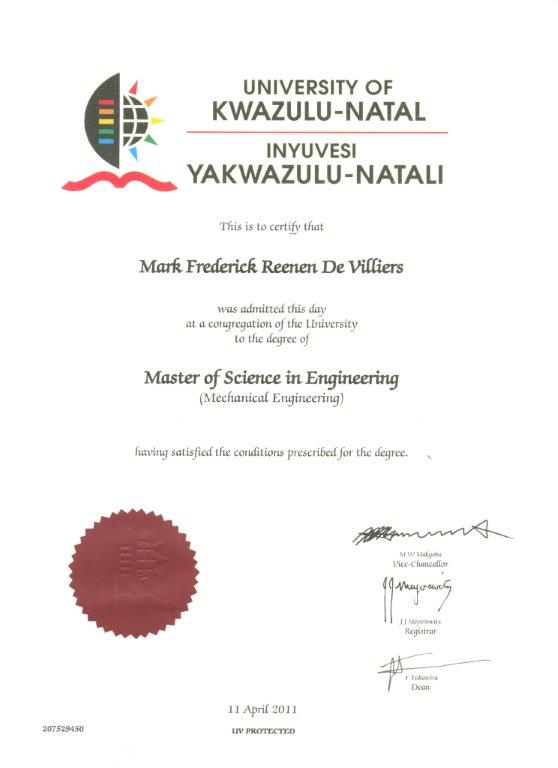 UNIVERSITY OF
KWAZULU-NATAL
INYUVESI
YAKWAZULU-NATALI
This is to certify that
Mark Frederick Reenen De Villiers
was admitted this day
at a congregation of the University
to the degree of
Master of Science in Engineering
(Mechanical Engineering)
having satisfied the conditions prescribed for the degree.
M W Makgoba
Vice-Chancellor
JJ Meyerowitz
J J Meyerowitz
Registrar
Dean
11 April 2011
207529450
UV PROTECTED